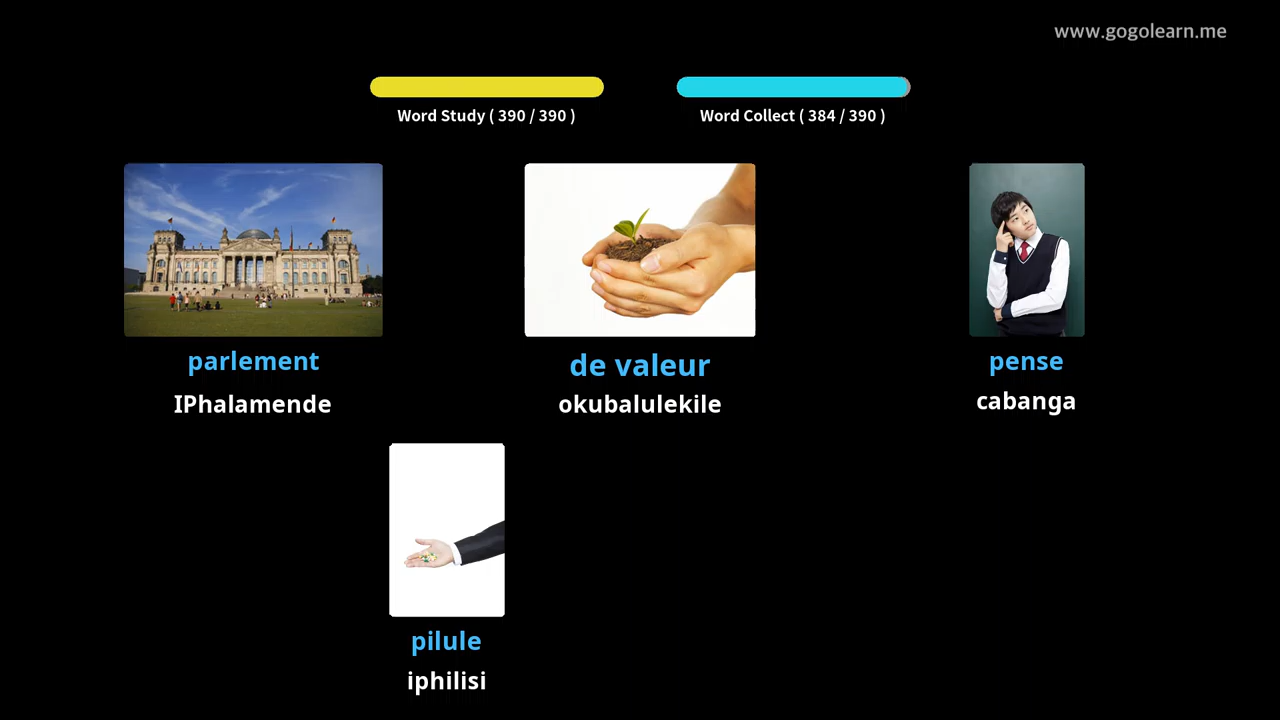 www.gogolearn.me
Word Study ( 390 / 390 )
Word Collect ( 384 / 390 )
parlement
IPhalamende
de valeur
okubalulekile
pense
cabanga
pilule
iphilisi